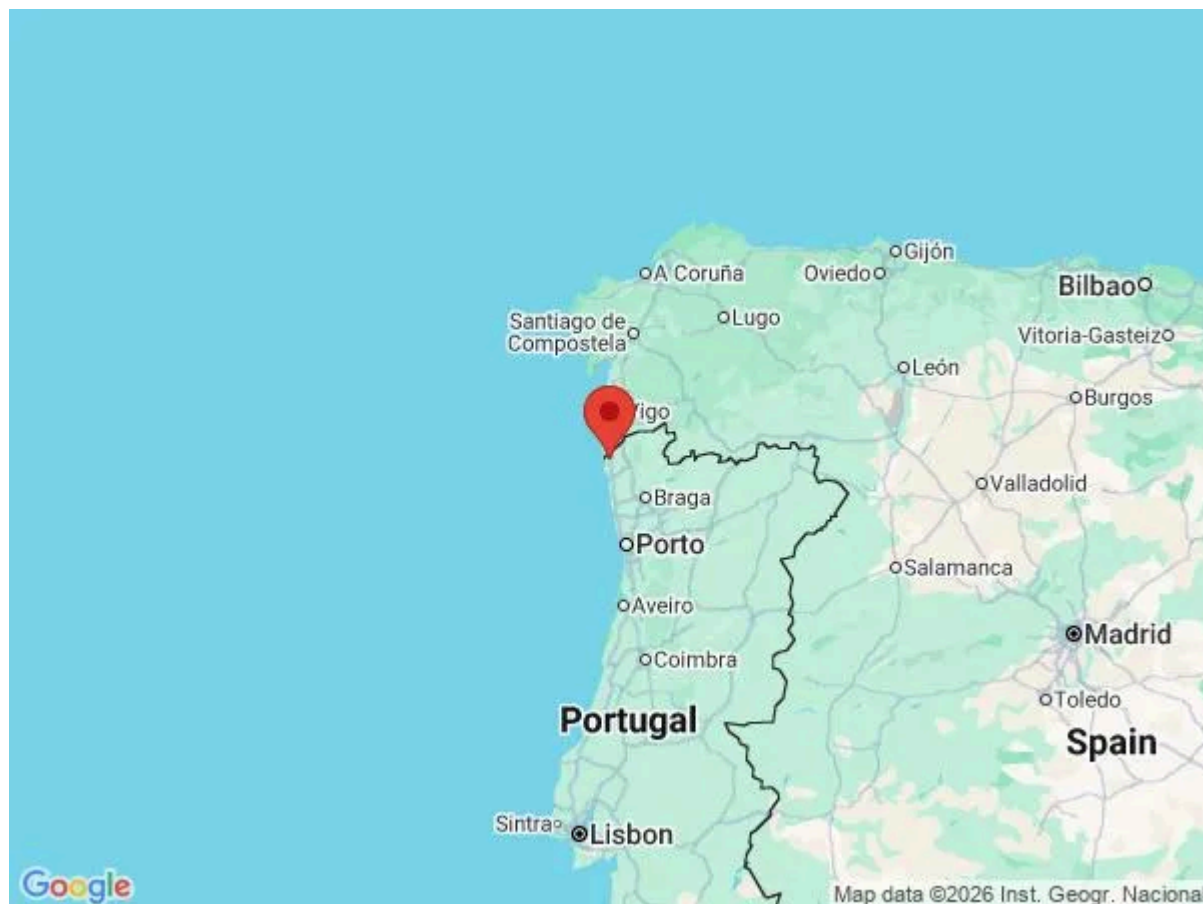 Gijón
A Coruña
Oviedo
Bilbao
Lugo
Santiago de
Compostela
Vitoria-Gasteiz
León
Burgos
Valladolid
Braga
Porto
Salamanca
Aveiro
Madrid
Coimbra
Toledo
Portugal
Spain
Sintra
Lisbon
Google
Map data ©2026 Inst. Geogr. Nacional